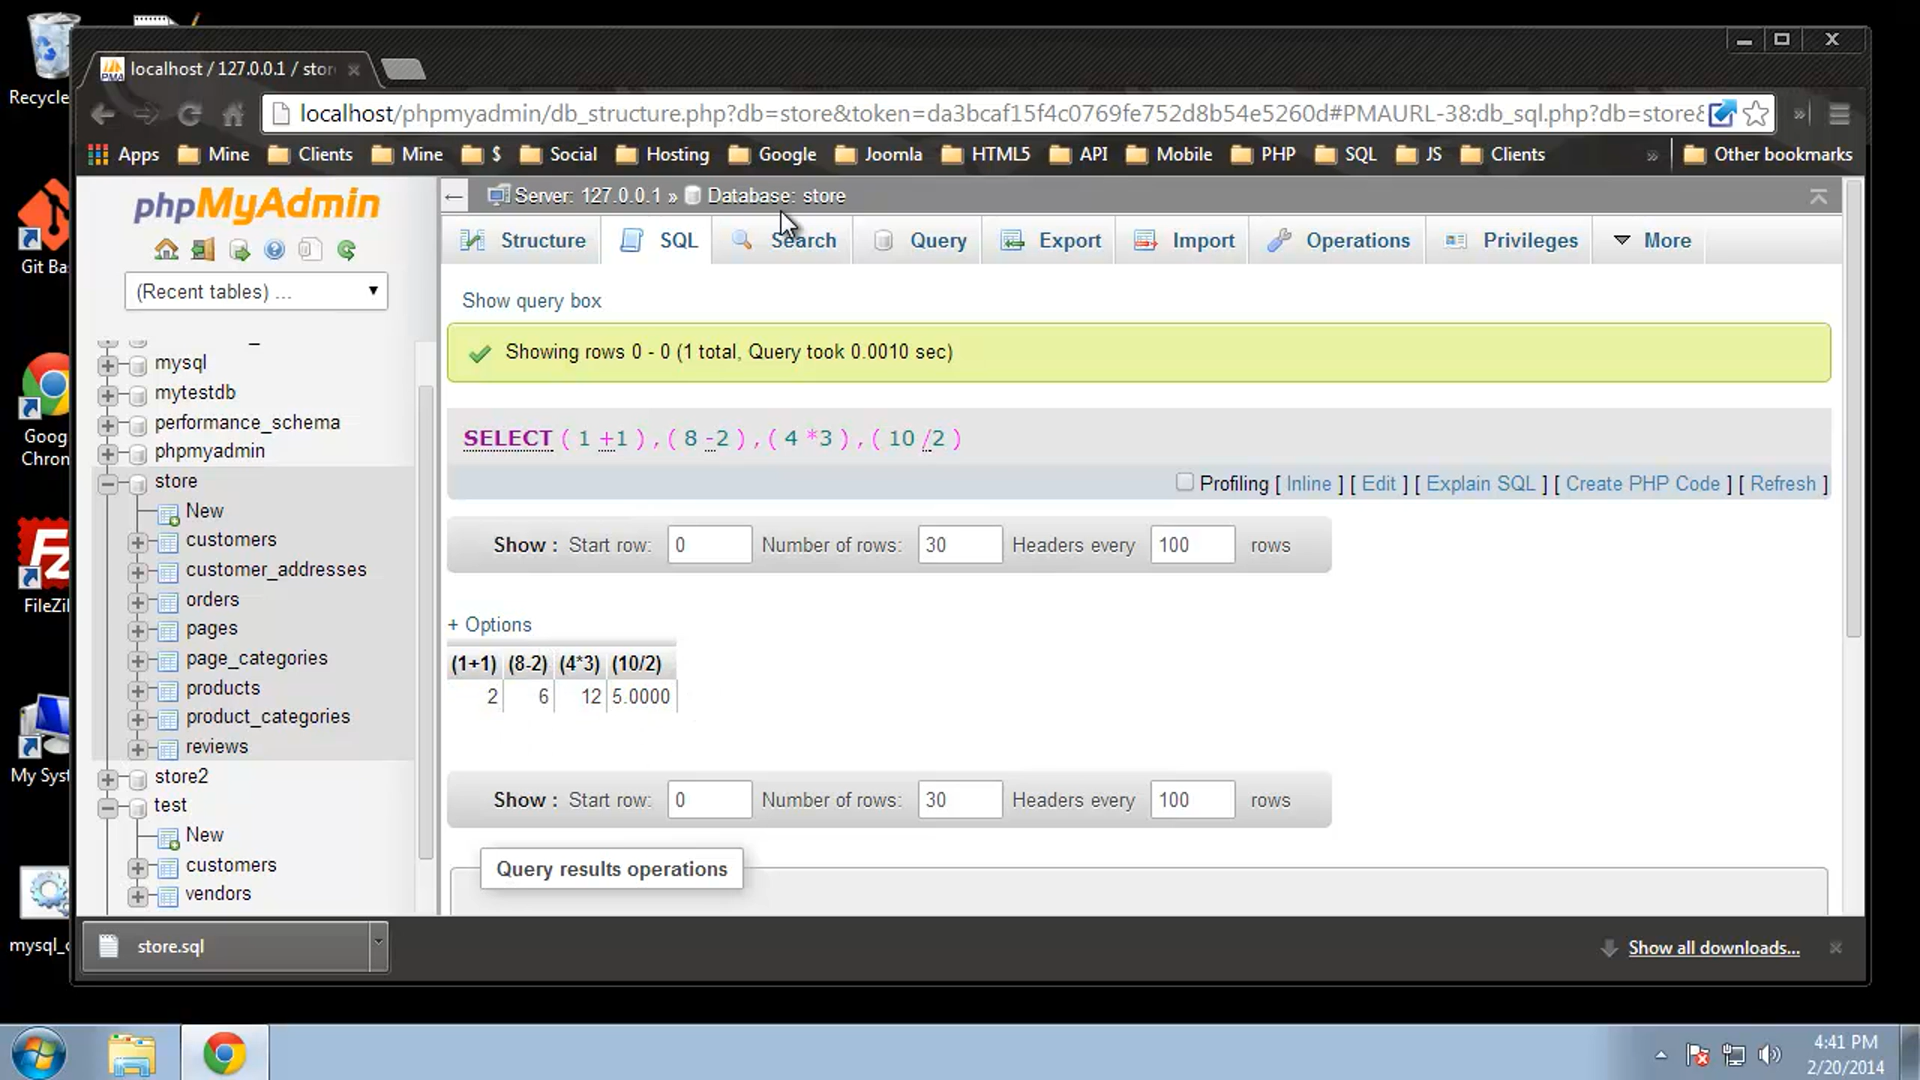 Recycle
Git Ba
Goog
Chron
FileZil
My Syst
mysql_c
localhost / 127.0.0.1 / stor
localhost/phpmyadmin/db_structure.php?db=store&token=da3bcaf15f4c0769fe752d8b54e5260d#PMAURL-38:db_sql.php?db=store&
Apps Mine Clients Mine $ Social Hosting Google Joomla HTML5 API Mobile PHP SQL JS Clients » Other bookmarks
phpMyAdmin
(Recent tables) ...
mysql
mytestdb
performance_schema
phpmyadmin
store
New
customers
customer_addresses
orders
pages
page_categories
products
product_categories
reviews
store2
test
New
customers
vendors
Server: 127.0.0.1 » Database: store
Structure SQL Search Query Export Import Operations Privileges More
Show query box
Showing rows 0 - 0 (1 total, Query took 0.0010 sec)
SELECT ( 1 +1 ) , ( 8 -2 ) , ( 4 *3 ) , ( 10 /2 )
Profiling [ Inline ] [ Edit ] [ Explain SQL ] [ Create PHP Code ] [ Refresh ]
Show : Start row: 0 Number of rows: 30 Headers every 100 rows
+ Options
(1+1) (8-2) (4*3) (10/2)
2 6 12 5.0000
Show : Start row: 0 Number of rows: 30 Headers every 100 rows
Query results operations
store.sql
Show all downloads...
4:41 PM
2/20/2014